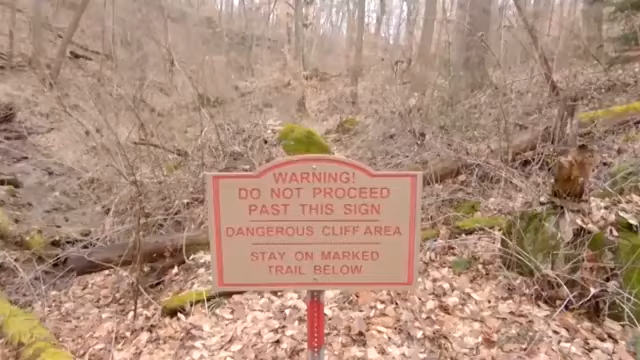 WARNING!
DO NOT PROCEED
PAST THIS SIGN
DANGEROUS CLIFF AREA
STAY ON MARKED
TRAIL BELOW